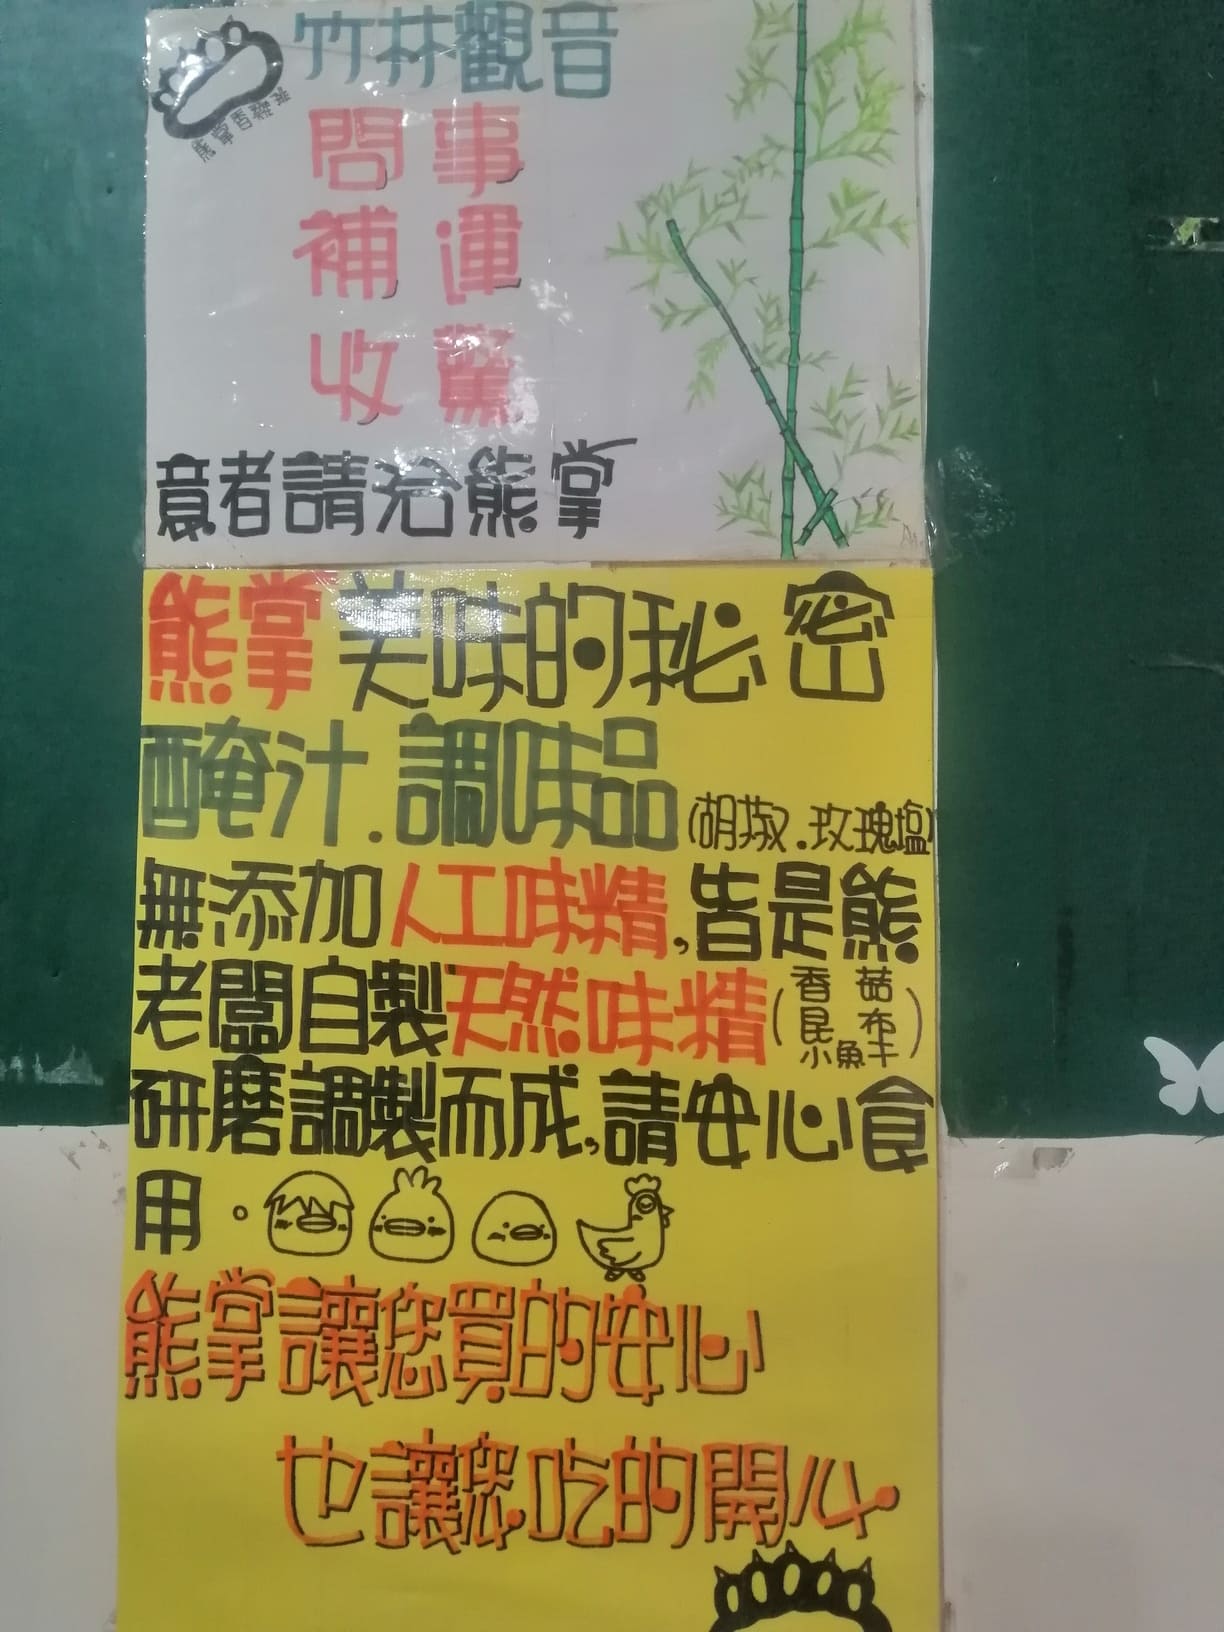 竹林觀音
熊掌香雞排
問事
補運
收驚
意者請洽熊掌
熊掌美味的秘密
醃汁.調味品(胡椒.玫瑰塩)
無添加人工味精,皆是熊
老闆自製天然味精(香菇
昆布
小魚干)
研磨調製而成,請安心食
用。
熊掌讓您買的安心
也讓您吃的開心